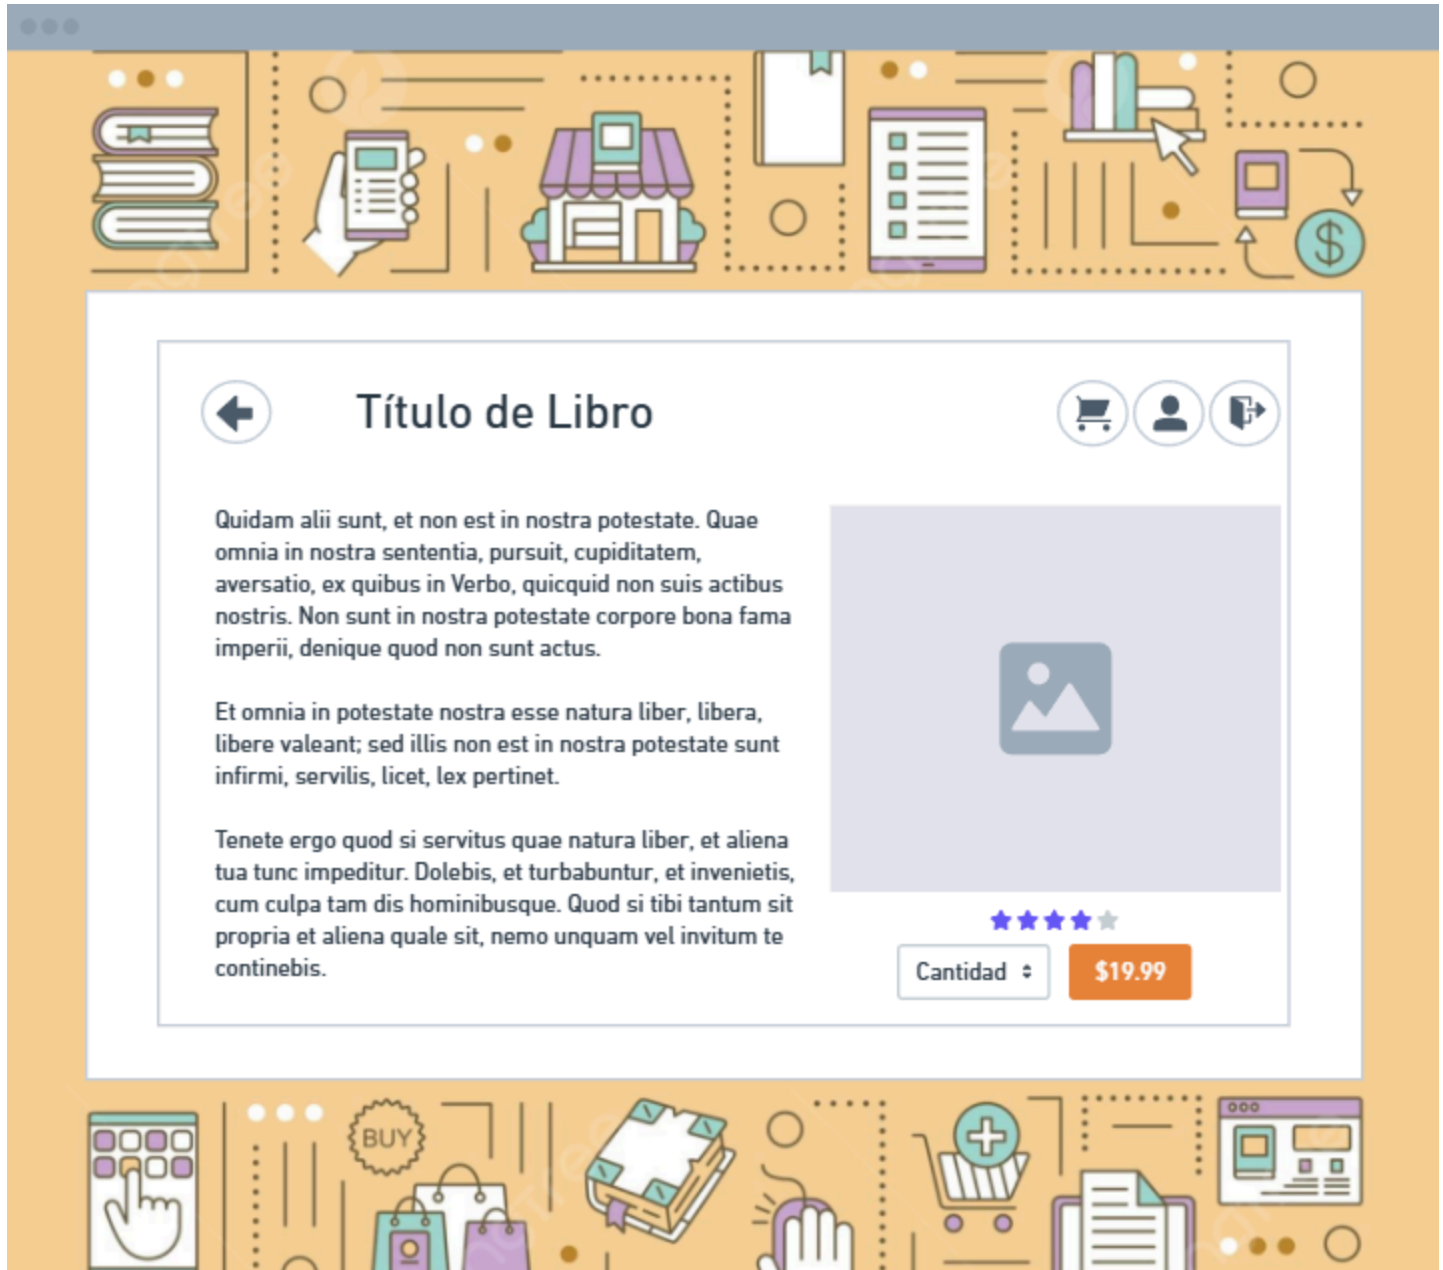 Título de Libro
Quidam alii sunt, et non est in nostra potestate. Quae
omnia in nostra sententia, pursuit, cupiditatem,
aversatio, ex quibus in Verbo, quicquid non suis actibus
nostris. Non sunt in nostra potestate corpore bona fama
imperii, denique quod non sunt actus.
Et omnia in potestate nostra esse natura liber, libera,
libere valeant; sed illis non est in nostra potestate sunt
infirmi, servilis, licet, lex pertinet.
Tenete ergo quod si servitus quae natura liber, et aliena
tua tunc impeditur. Dolebis, et turbabuntur, et invenietis,
cum culpa tam dis hominibusque. Quod si tibi tantum sit
propria et aliena quale sit, nemo unquam vel invitum te
continebis.
Cantidad
$19.99
BUY